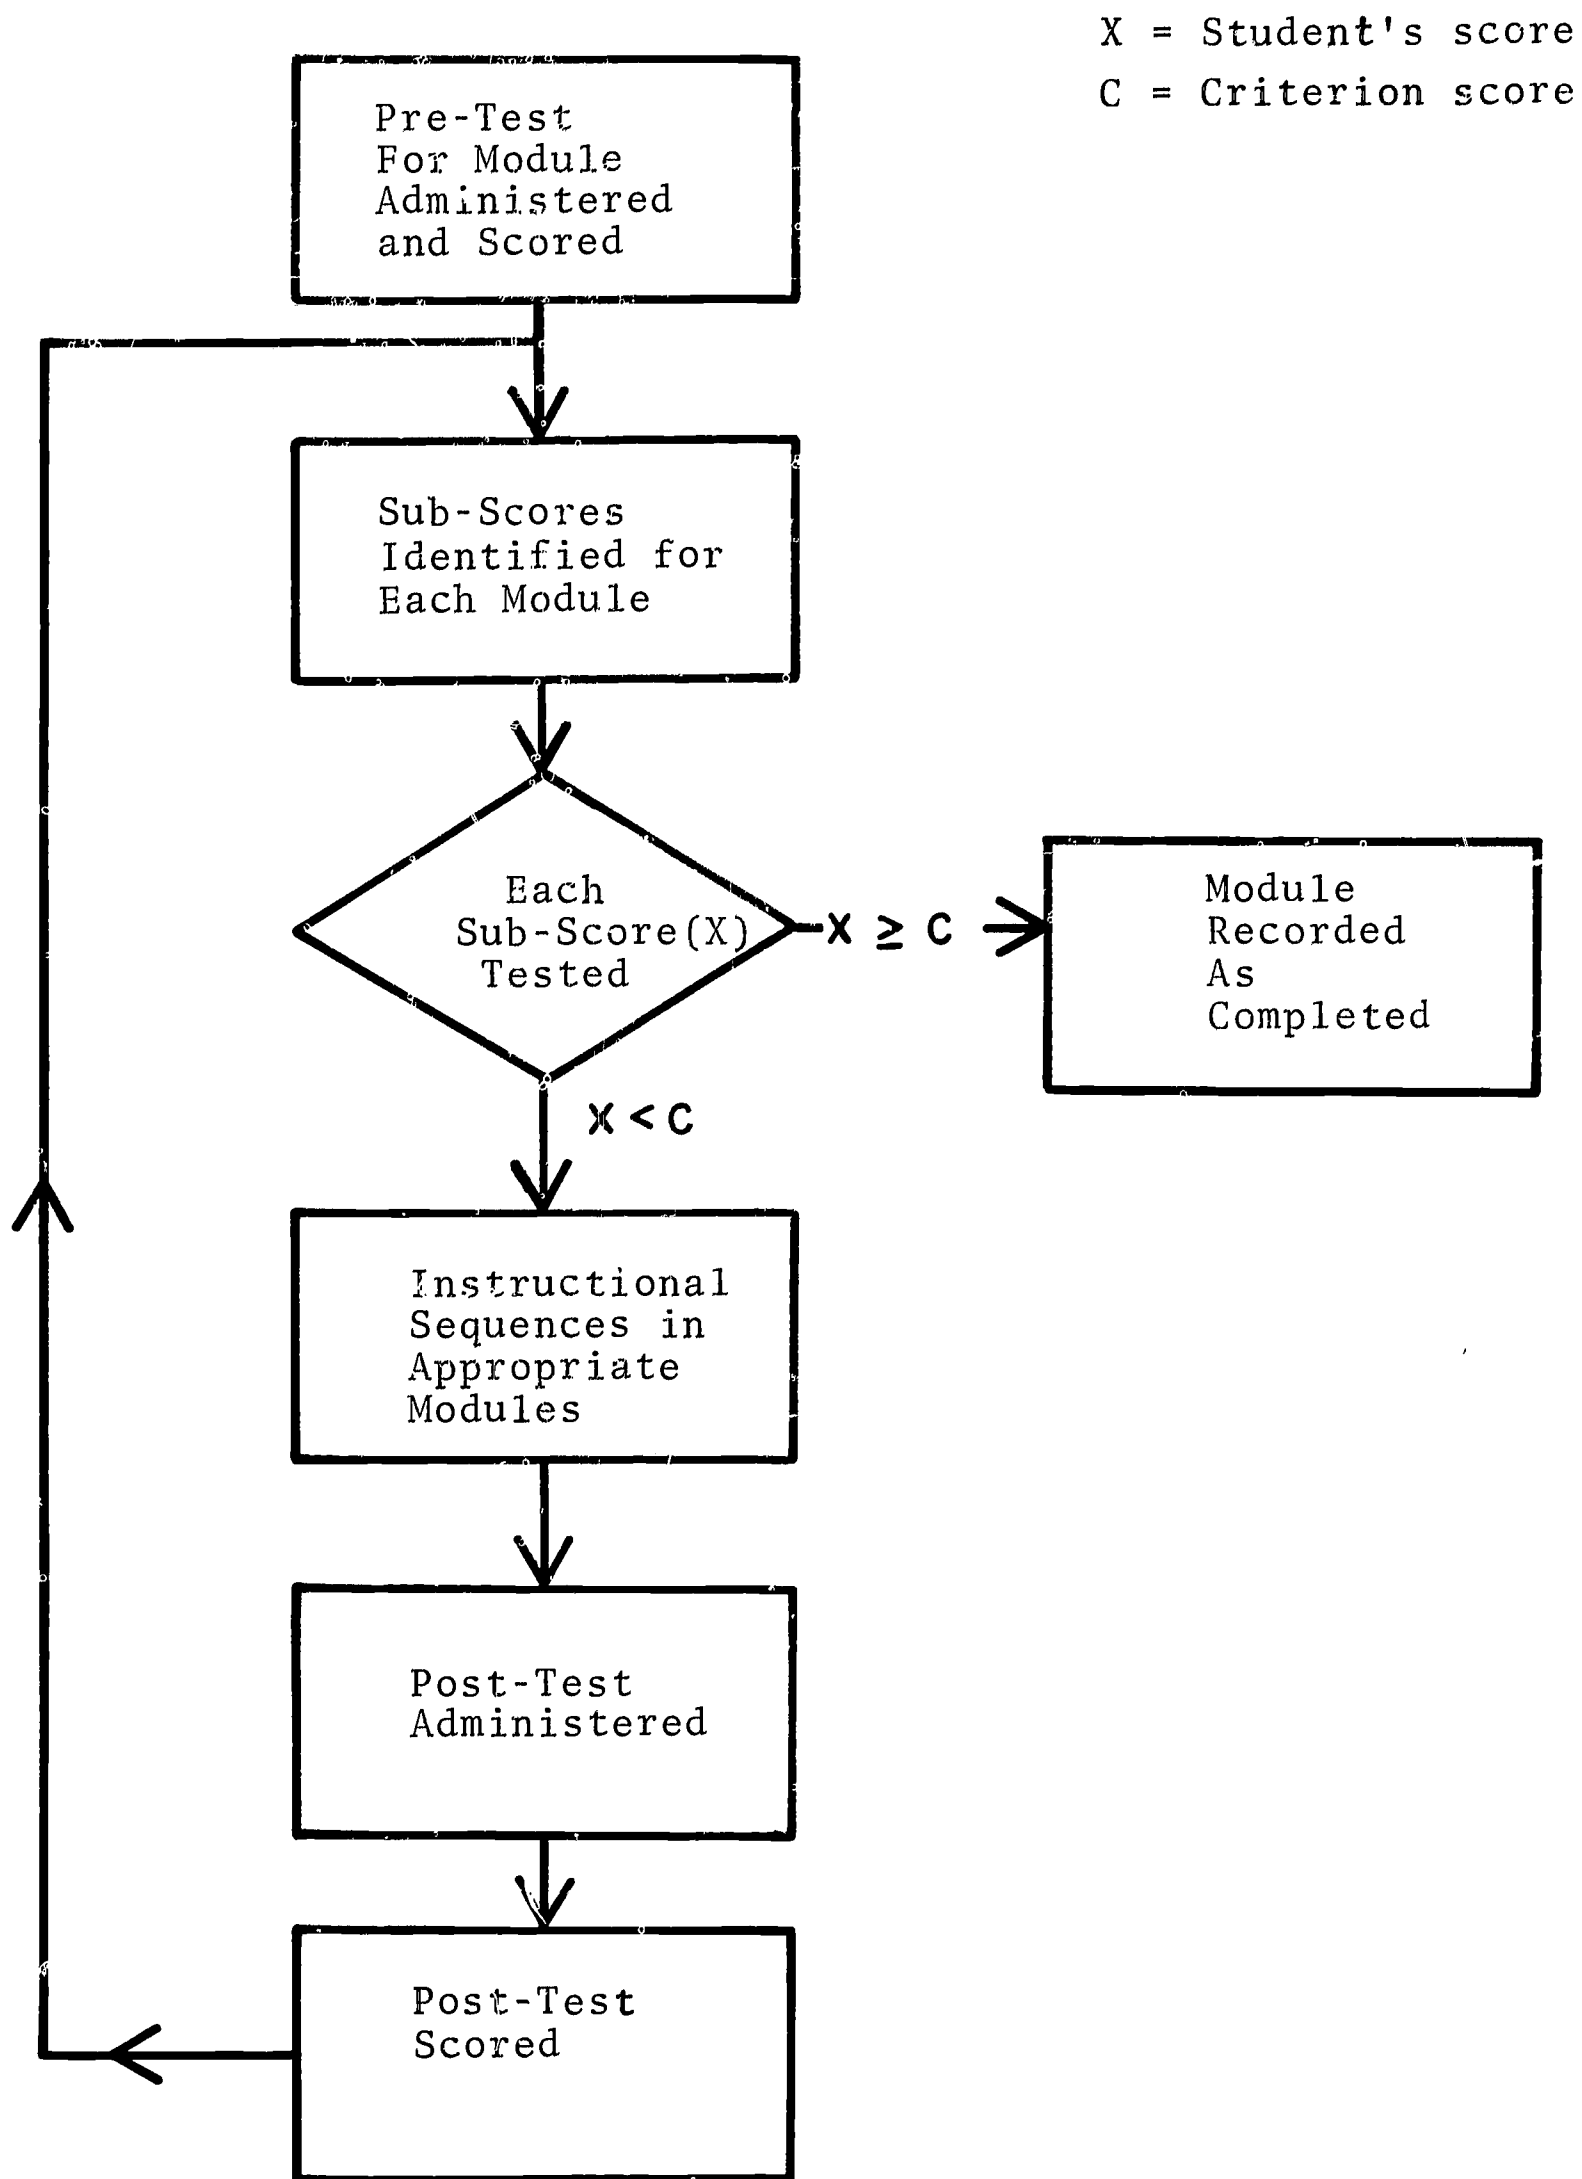 X = Student's score
C = Criterion score
Pre-Test
For Module
Administered
and Scored
Sub-Scores
Identified for
Each Module
Each
Sub-Score(X)
Tested
X ≥ C
Module
Recorded
As
Completed
X < C
Instructional
Sequences in
Appropriate
Modules
Post-Test
Administered
Post-Test
Scored